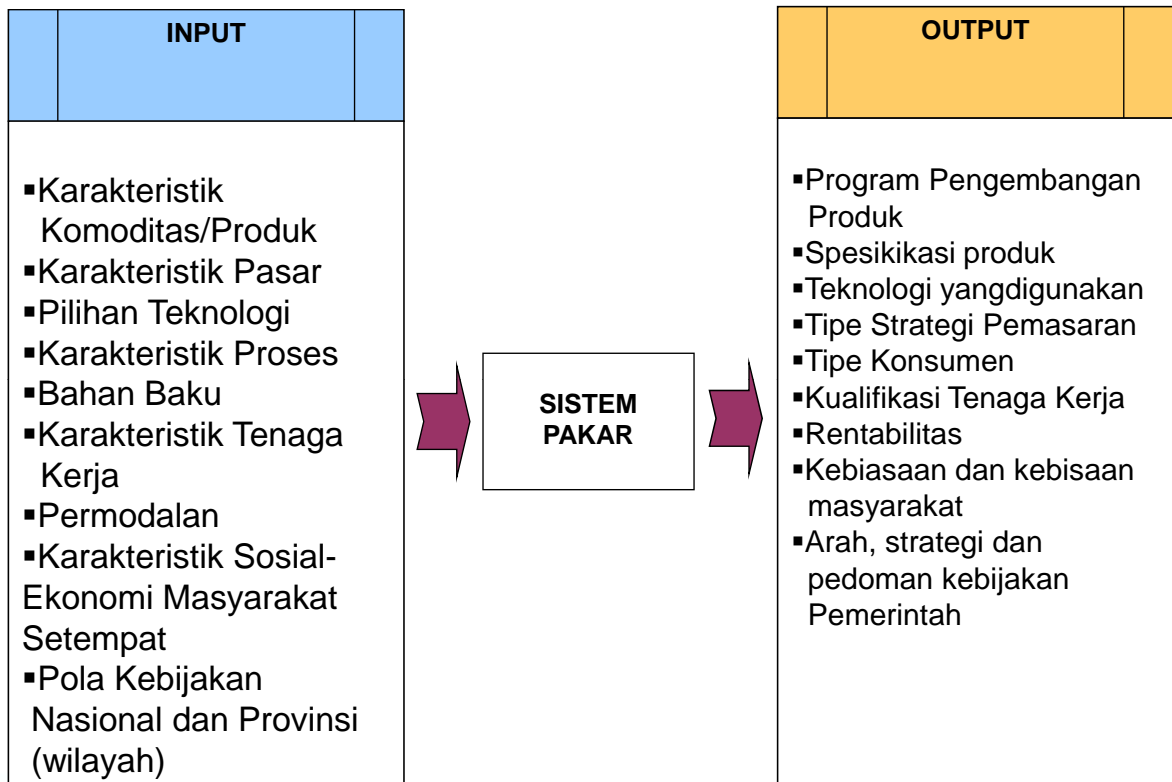 INPUT
▪Karakteristik
Komoditas/Produk
▪Karakteristik Pasar
▪Pilihan Teknologi
▪Karakteristik Proses
▪Bahan Baku
▪Karakteristik Tenaga
Kerja
▪Permodalan
▪Karakteristik Sosial-
Ekonomi Masyarakat
Setempat
▪Pola Kebijakan
Nasional dan Provinsi
(wilayah)
SISTEM
PAKAR
OUTPUT
▪Program Pengembangan
Produk
▪Spesikikasi produk
▪Teknologi yangdigunakan
▪Tipe Strategi Pemasaran
▪Tipe Konsumen
▪Kualifikasi Tenaga Kerja
▪Rentabilitas
▪Kebiasaan dan kebisaan
masyarakat
▪Arah, strategi dan
pedoman kebijakan
Pemerintah